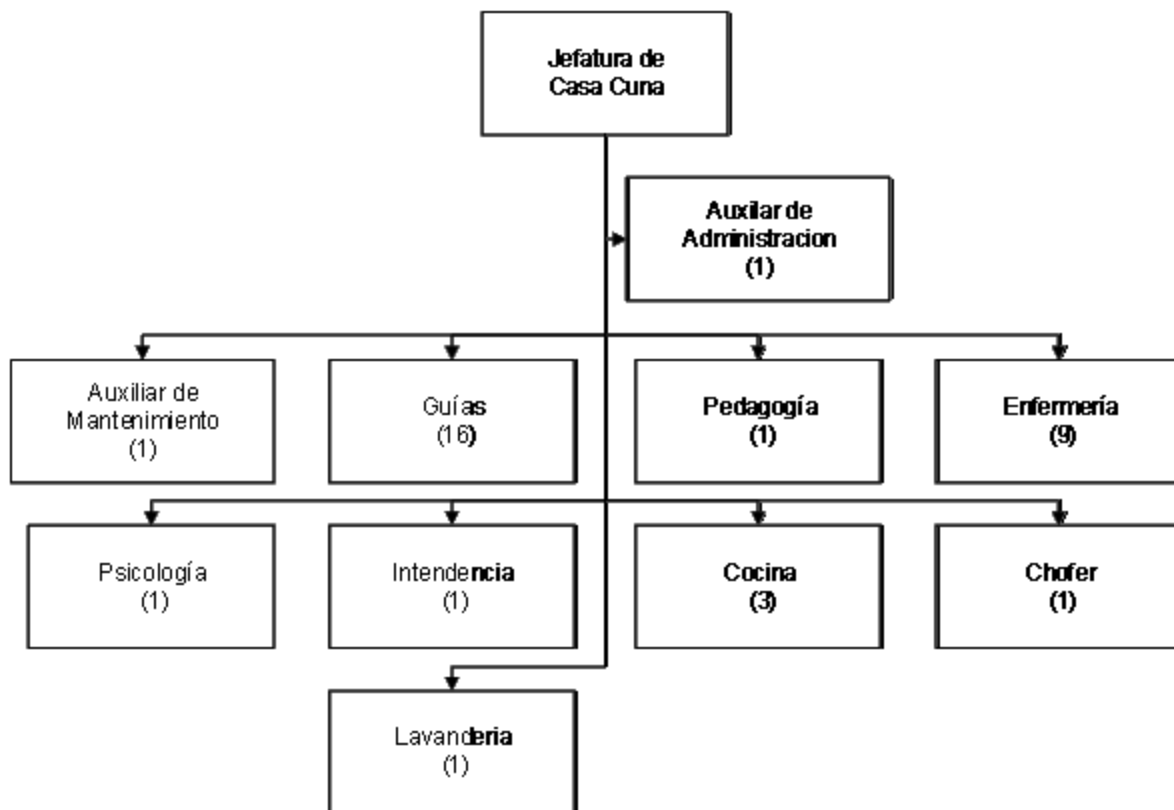 Jefatura de
Casa Cuna
Auxilar de
Administracion
(1)
Auxiliar de
Mantenimiento
(1)
Guías
(16)
Pedagogía
(1)
Enfermería
(9)
Psicología
(1)
Intendencia
(1)
Cocina
(3)
Chofer
(1)
Lavanderia
(1)